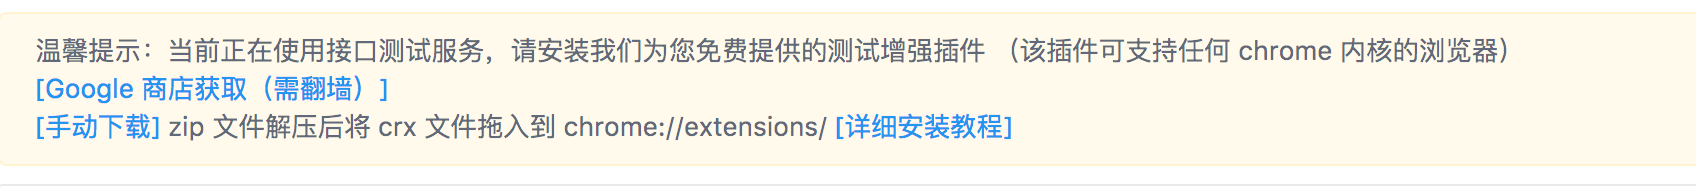 温馨提示：当前正在使用接口测试服务，请安装我们为您免费提供的测试增强插件 （该插件可支持任何 chrome 内核的浏览器）
[Google 商店获取（需翻墙）]
[手动下载] zip 文件解压后将 crx 文件拖入到 chrome://extensions/ [详细安装教程]